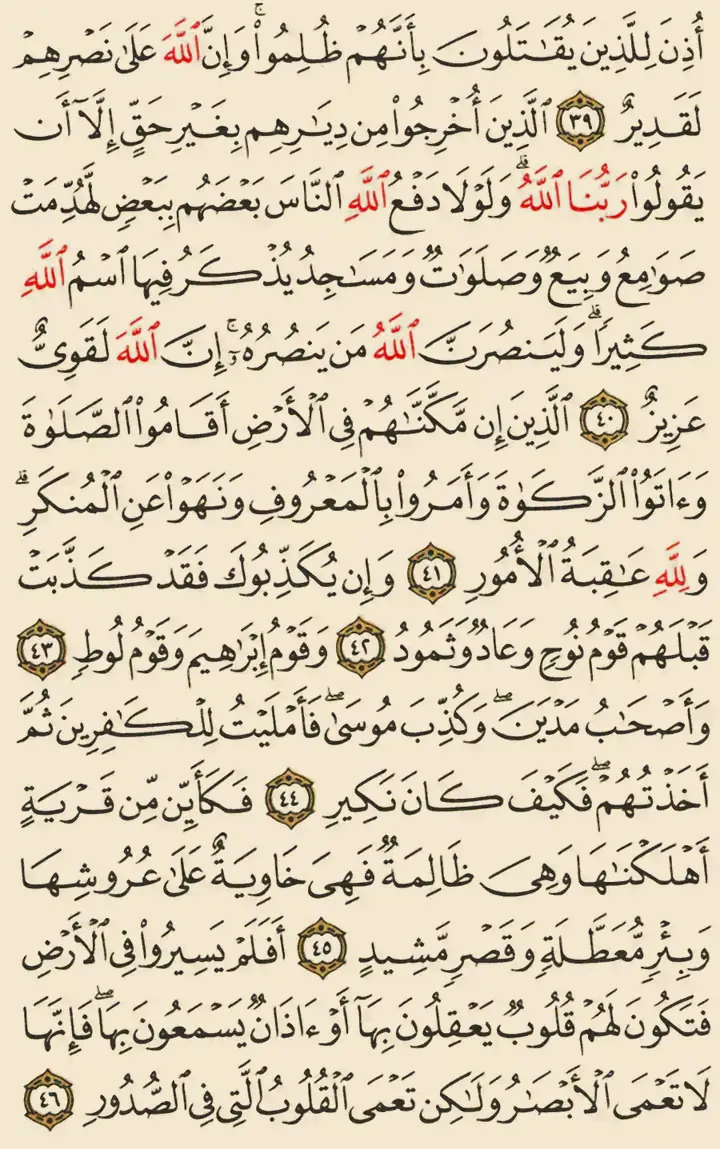 أُذِنَ لِلَّذِينَ يُقَٰتَلُونَ بِأَنَّهُمْ ظُلِمُوا۟ ۚ وَإِنَّ ٱللَّهَ عَلَىٰ نَصْرِهِمْ
لَقَدِيرٌ ٣٩ ٱلَّذِينَ أُخْرِجُوا۟ مِن دِيَٰرِهِم بِغَيْرِ حَقٍّ إِلَّآ أَن
يَقُولُوا۟ رَبُّنَا ٱللَّهُ ۗ وَلَوْلَا دَفْعُ ٱللَّهِ ٱلنَّاسَ بَعْضَهُم بِبَعْضٍ لَّهُدِّمَتْ
صَوَٰمِعُ وَبِيَعٌ وَصَلَوَٰتٌ وَمَسَٰجِدُ يُذْكَرُ فِيهَا ٱسْمُ ٱللَّهِ
كَثِيرًا ۗ وَلَيَنصُرَنَّ ٱللَّهُ مَن يَنصُرُهُۥٓ ۚ إِنَّ ٱللَّهَ لَقَوِىٌّ
عَزِيزٌ ٤٠ ٱلَّذِينَ إِن مَّكَّنَّٰهُمْ فِى ٱلْأَرْضِ أَقَامُوا۟ ٱلصَّلَوٰةَ
وَءَاتَوُا۟ ٱلزَّكَوٰةَ وَأَمَرُوا۟ بِٱلْمَعْرُوفِ وَنَهَوْا۟ عَنِ ٱلْمُنكَرِ ۗ
وَلِلَّهِ عَٰقِبَةُ ٱلْأُمُورِ ٤١ وَإِن يُكَذِّبُوكَ فَقَدْ كَذَّبَتْ
قَبْلَهُمْ قَوْمُ نُوحٍ وَعَادٌ وَثَمُودُ ٤٢ وَقَوْمُ إِبْرَٰهِيمَ وَقَوْمُ لُوطٍ ٤٣
وَأَصْحَٰبُ مَدْيَنَ ۖ وَكُذِّبَ مُوسَىٰ ۖ فَأَمْلَيْتُ لِلْكَٰفِرِينَ ثُمَّ
أَخَذْتُهُمْ ۖ فَكَيْفَ كَانَ نَكِيرِ ٤٤ فَكَأَيِّن مِّن قَرْيَةٍ
أَهْلَكْنَٰهَا وَهِىَ ظَالِمَةٌ فَهِىَ خَاوِيَةٌ عَلَىٰ عُرُوشِهَا
وَبِئْرٍ مُّعَطَّلَةٍ وَقَصْرٍ مَّشِيدٍ ٤٥ أَفَلَمْ يَسِيرُوا۟ فِى ٱلْأَرْضِ
فَتَكُونَ لَهُمْ قُلُوبٌ يَعْقِلُونَ بِهَآ أَوْ ءَاذَانٌ يَسْمَعُونَ بِهَا ۖ فَإِنَّهَا
لَا تَعْمَى ٱلْأَبْصَٰرُ وَلَٰكِن تَعْمَى ٱلْقُلُوبُ ٱلَّتِى فِى ٱلصُّدُورِ ٤٦